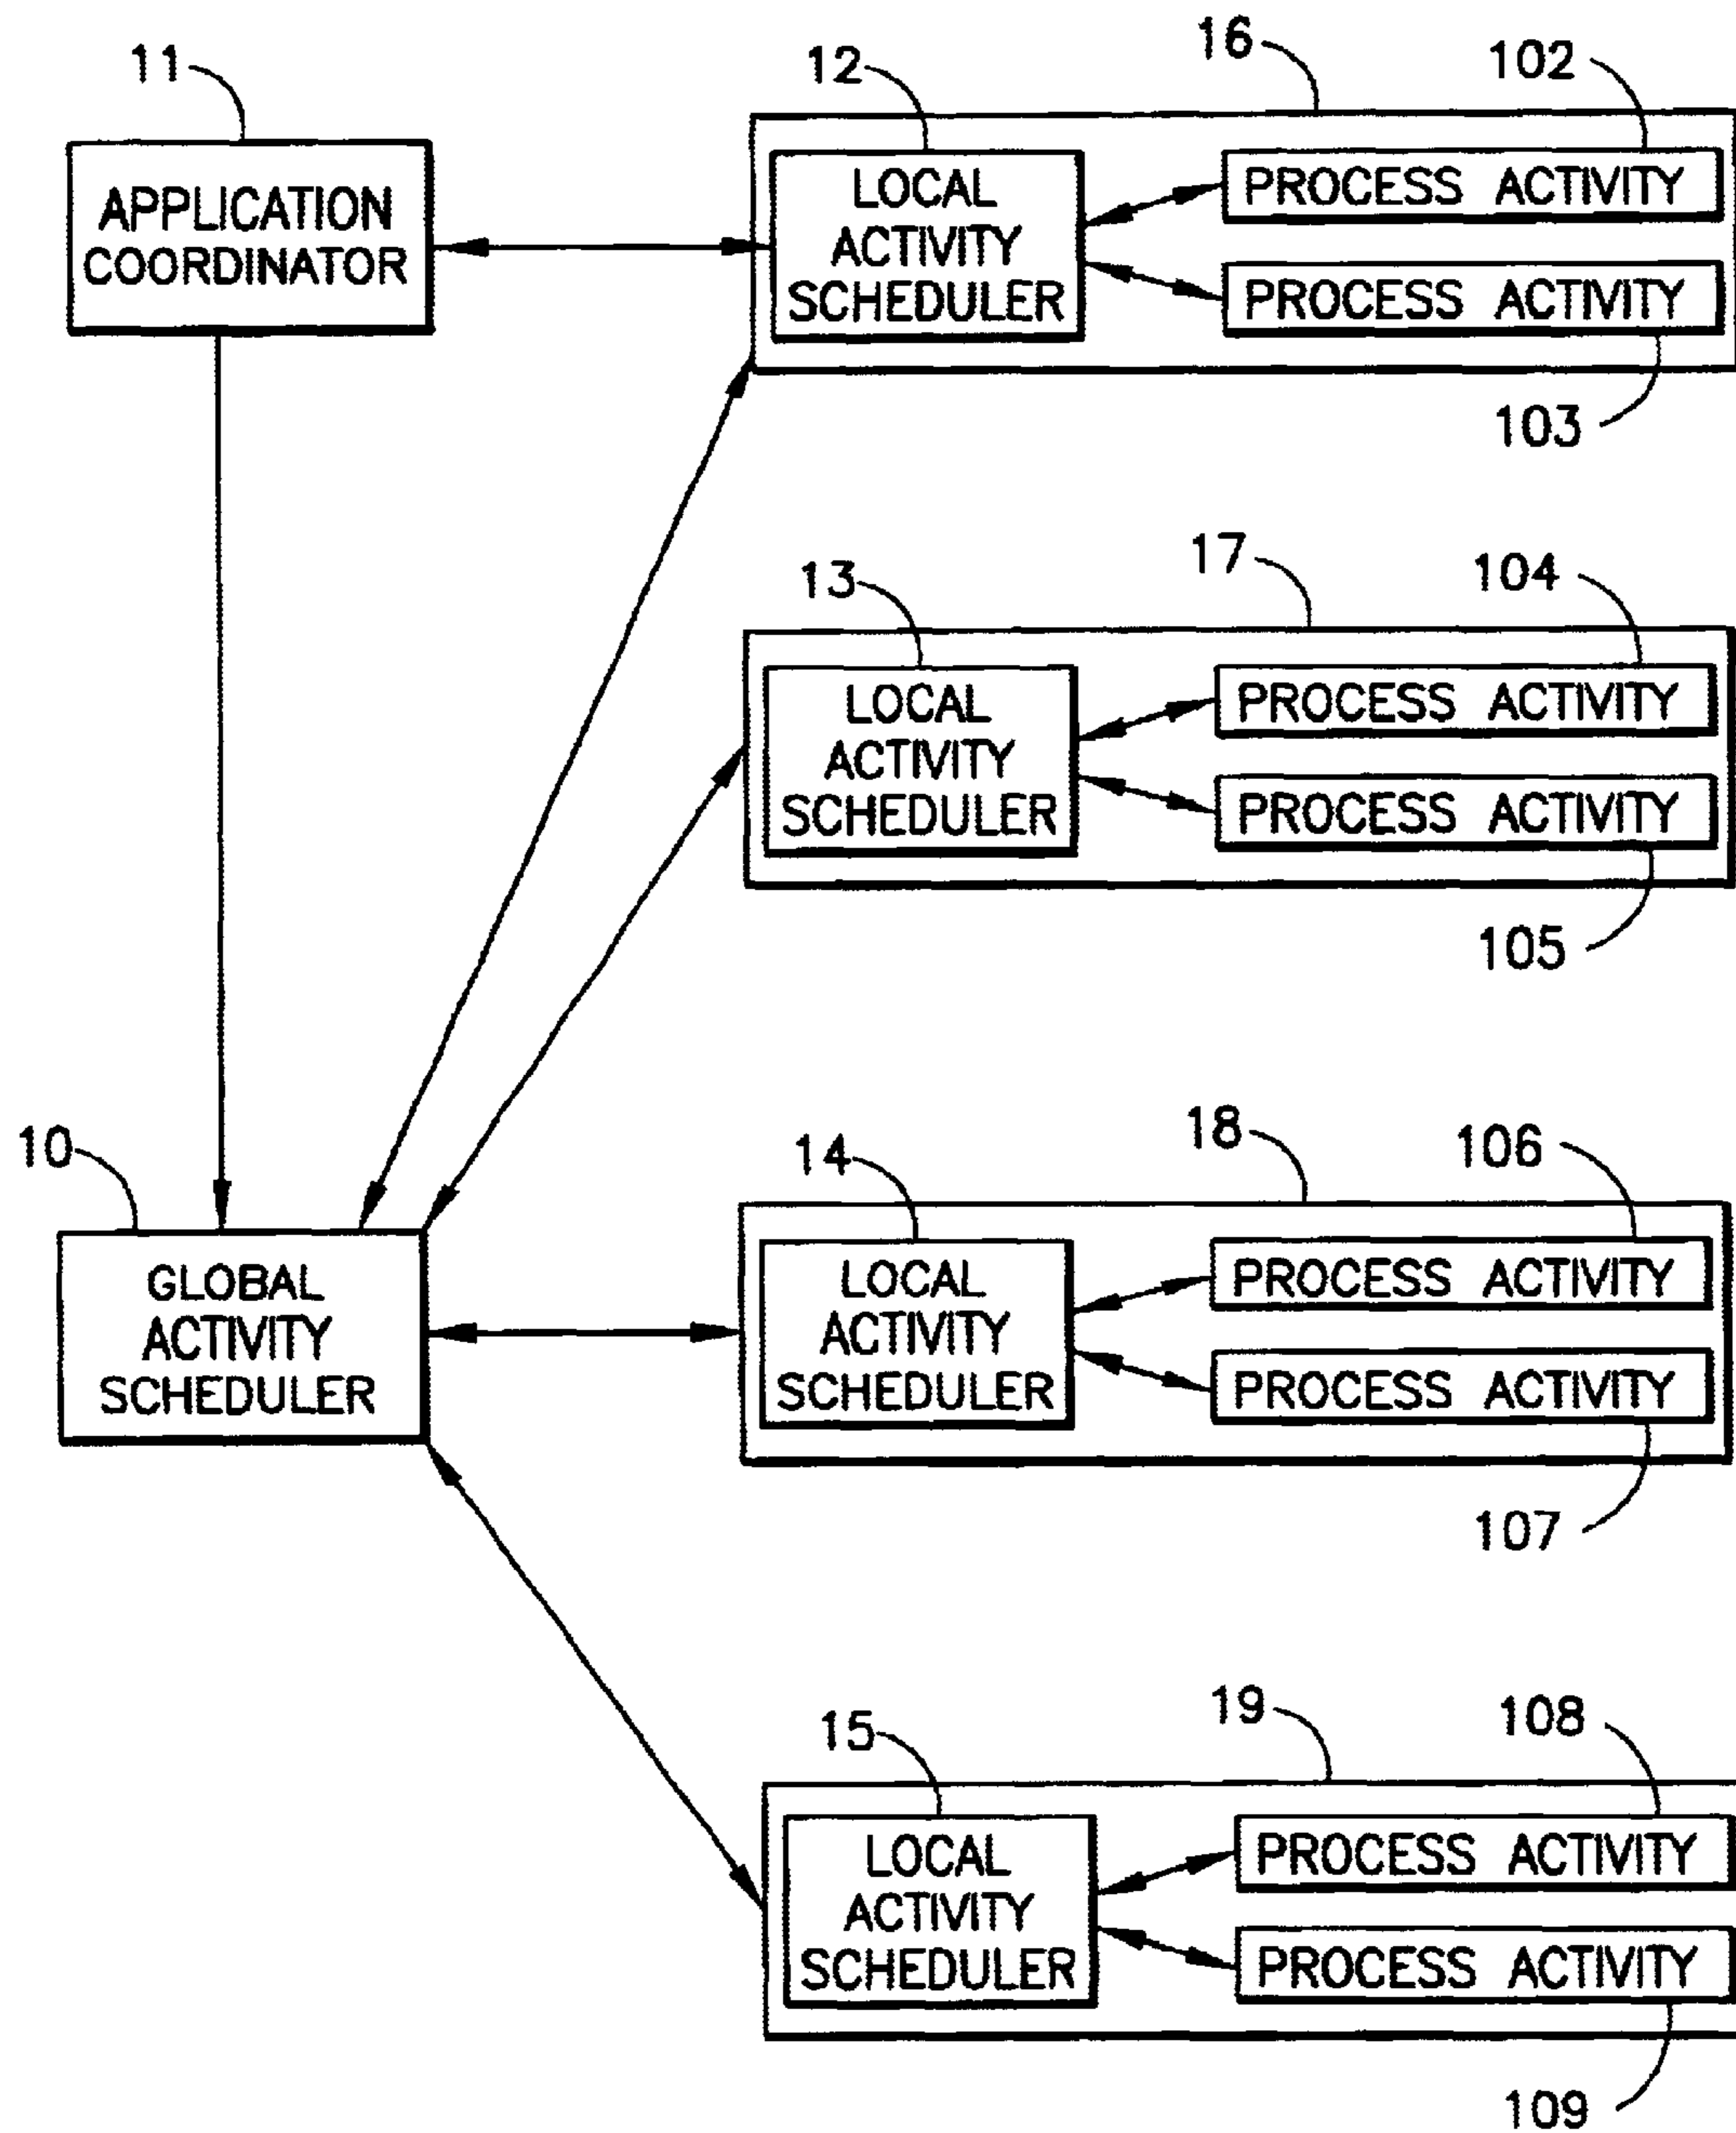 11
12
16
102
APPLICATION
COORDINATOR
LOCAL
ACTIVITY
SCHEDULER
PROCESS ACTIVITY
PROCESS ACTIVITY
103
13
17
104
LOCAL
ACTIVITY
SCHEDULER
PROCESS ACTIVITY
PROCESS ACTIVITY
105
10
14
18
106
GLOBAL
ACTIVITY
SCHEDULER
LOCAL
ACTIVITY
SCHEDULER
PROCESS ACTIVITY
PROCESS ACTIVITY
107
15
19
108
LOCAL
ACTIVITY
SCHEDULER
PROCESS ACTIVITY
PROCESS ACTIVITY
109